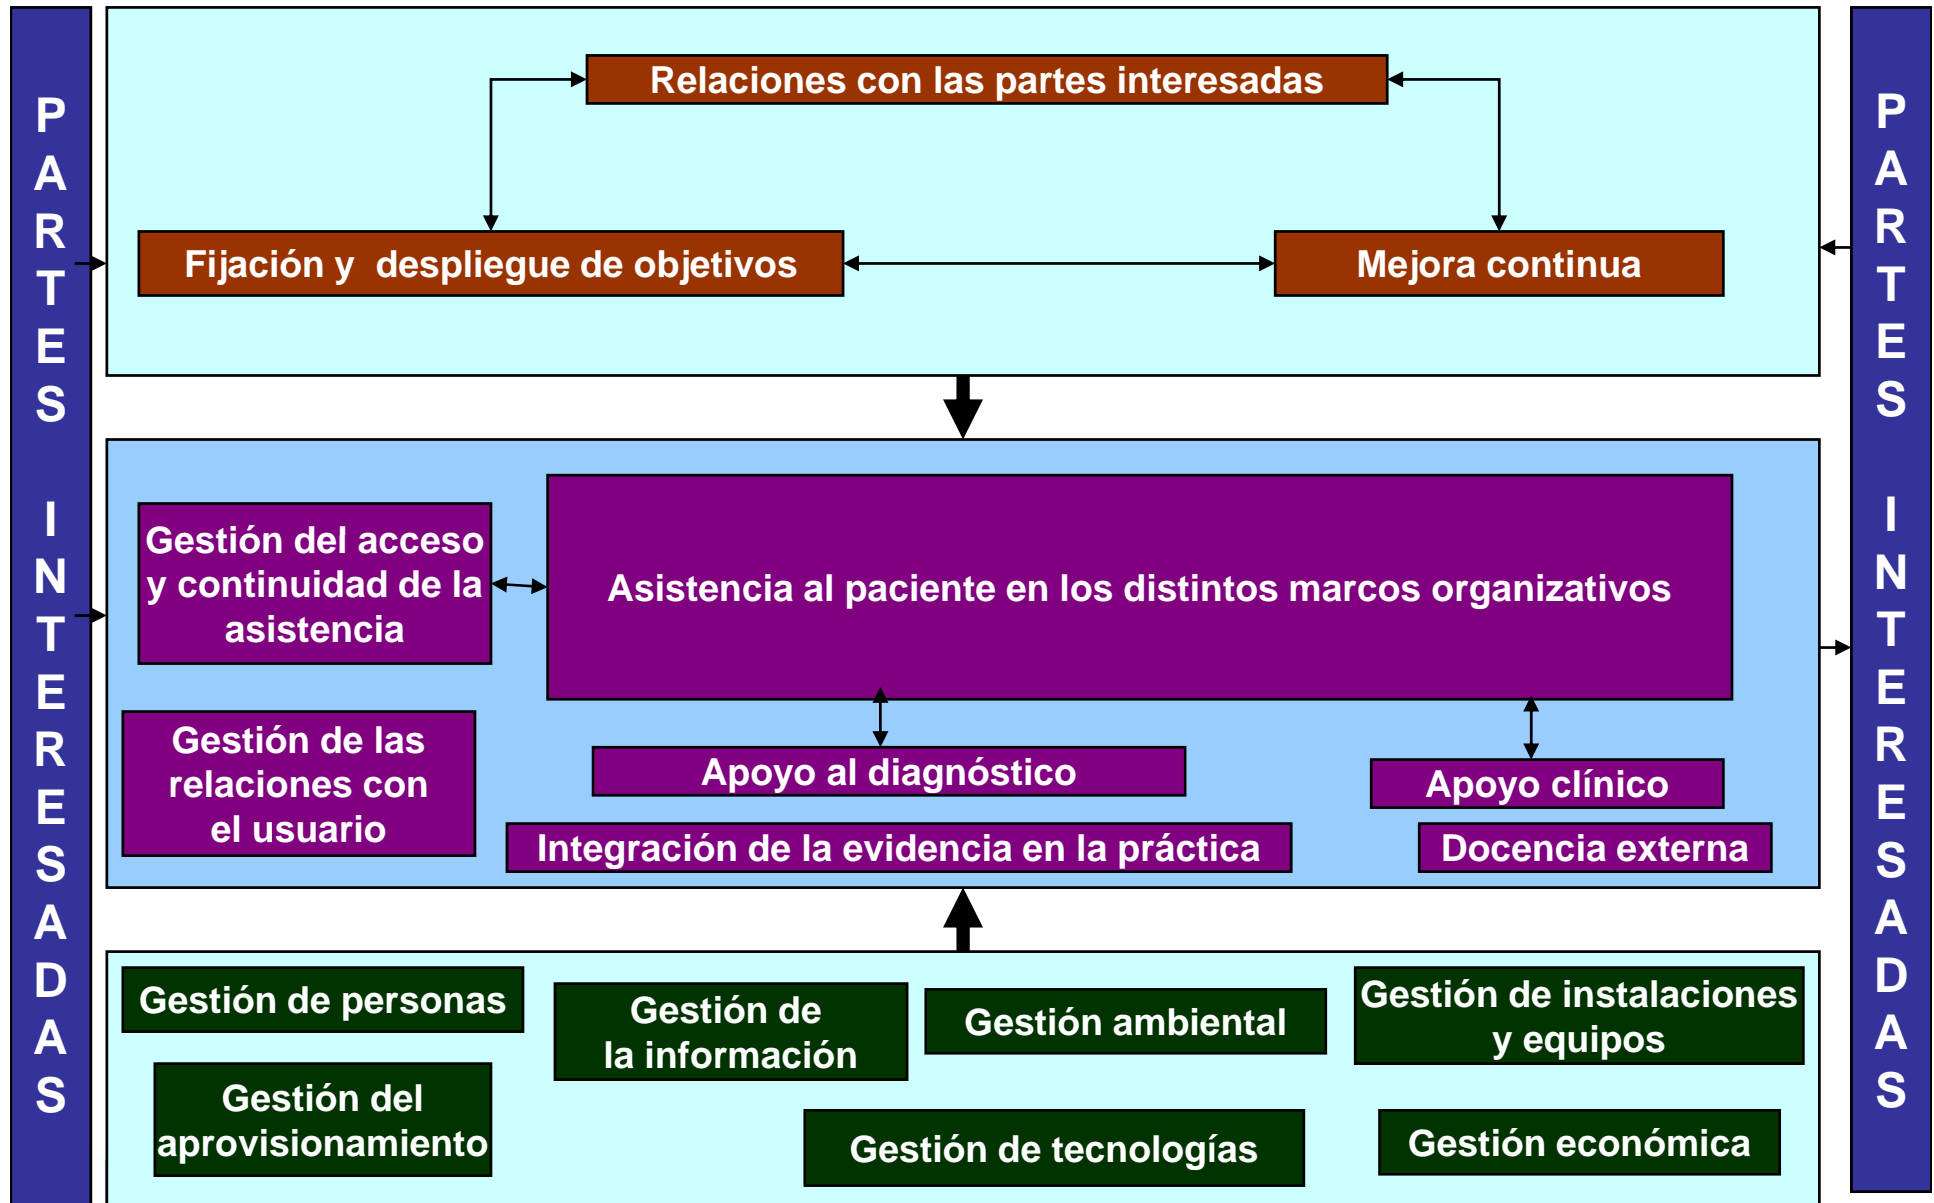 PARTES INTERESADAS
Relaciones con las partes interesadas
Fijación y  despliegue de objetivos
Mejora continua
Gestión del acceso
y continuidad de la
asistencia
Asistencia al paciente en los distintos marcos organizativos
Gestión de las
relaciones con
el usuario
Apoyo al diagnóstico
Apoyo clínico
Integración de la evidencia en la práctica
Docencia externa
Gestión de personas
Gestión de
la información
Gestión ambiental
Gestión de instalaciones
y equipos
Gestión del
aprovisionamiento
Gestión de tecnologías
Gestión económica
PARTES INTERESADAS